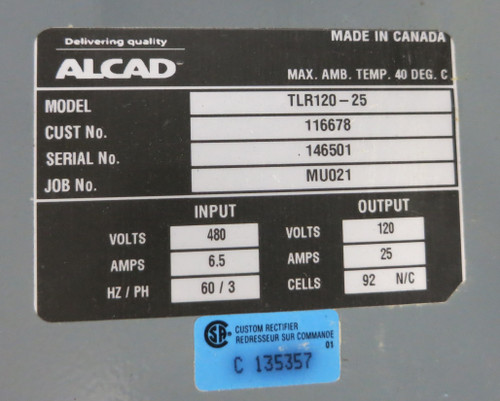 Delivering quality
MADE IN CANADA
ALCAD
MAX. AMB. TEMP. 40 DEG. C
MODEL TLR120-25
CUST No. 116678
SERIAL No. 146501
JOB No. MU021
INPUT OUTPUT
VOLTS 480 VOLTS 120
AMPS 6.5 AMPS 25
HZ / PH 60 / 3 CELLS 92 N/C
CSA CUSTOM RECTIFIER
REDRESSEUR SUR COMMANDE
01
C 135357